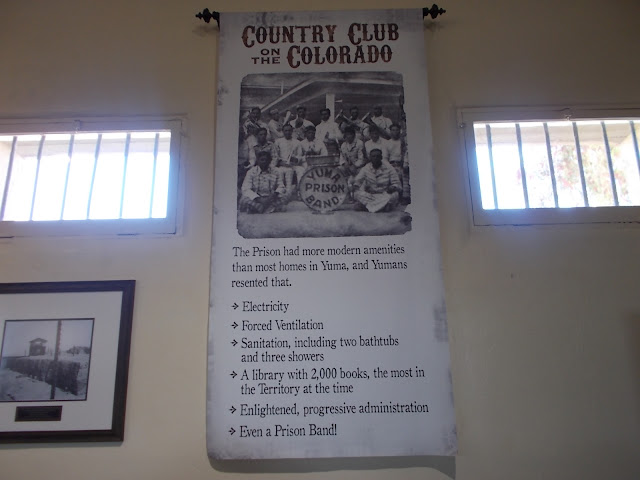 COUNTRY CLUB
ON THE COLORADO
YUMA
PRISON
BAND
The Prison had more modern amenities
than most homes in Yuma, and Yumans
resented that.
Electricity
Forced Ventilation
Sanitation, including two bathtubs
and three showers
A library with 2,000 books, the most in
the Territory at the time
Enlightened, progressive administration
Even a Prison Band!